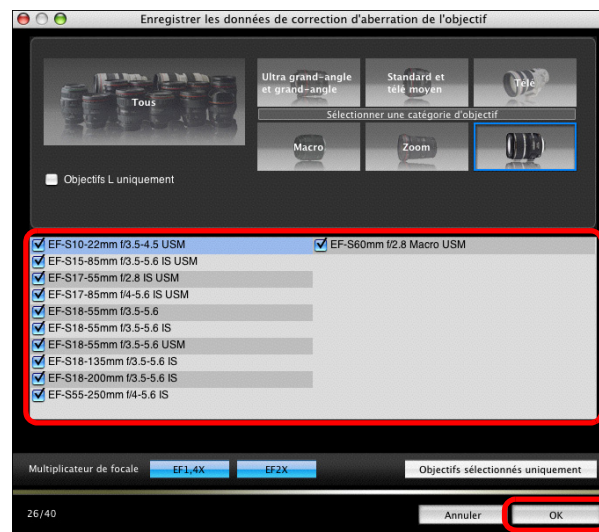 Enregistrer les données de correction d'aberration de l'objectif
Tous
Ultra grand-angle
et grand-angle
Standard et
télé moyen
Télé
Sélectionner une catégorie d'objectif
Macro
Zoom
Objectifs L uniquement
EF-S10-22mm f/3.5-4.5 USM
EF-S15-85mm f/3.5-5.6 IS USM
EF-S17-55mm f/2.8 IS USM
EF-S17-85mm f/4-5.6 IS USM
EF-S18-55mm f/3.5-5.6
EF-S18-55mm f/3.5-5.6 IS
EF-S18-55mm f/3.5-5.6 USM
EF-S18-135mm f/3.5-5.6 IS
EF-S18-200mm f/3.5-5.6 IS
EF-S55-250mm f/4-5.6 IS
EF-S60mm f/2.8 Macro USM
Multiplicateur de focale
EF1,4X
EF2X
Objectifs sélectionnés uniquement
26/40
Annuler
OK